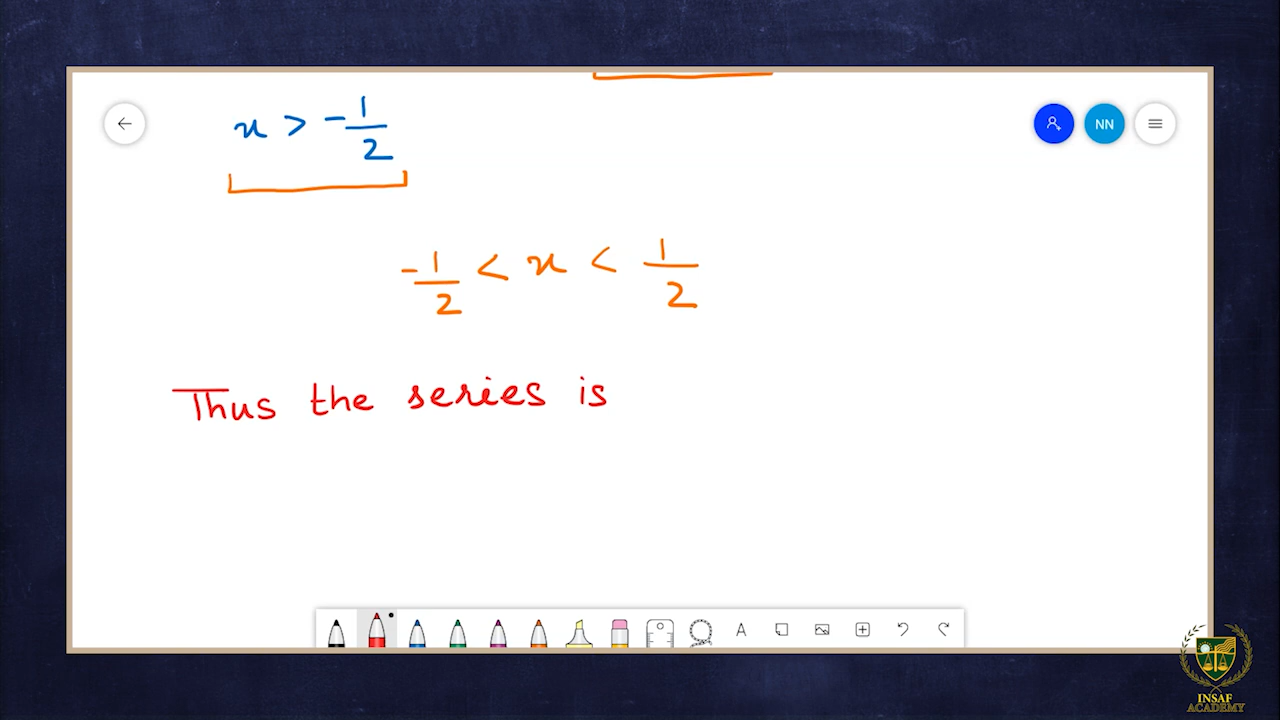 x > -1/2
NN
-1/2 < x < 1/2
Thus the series is
A
INSAF
ACADEMY